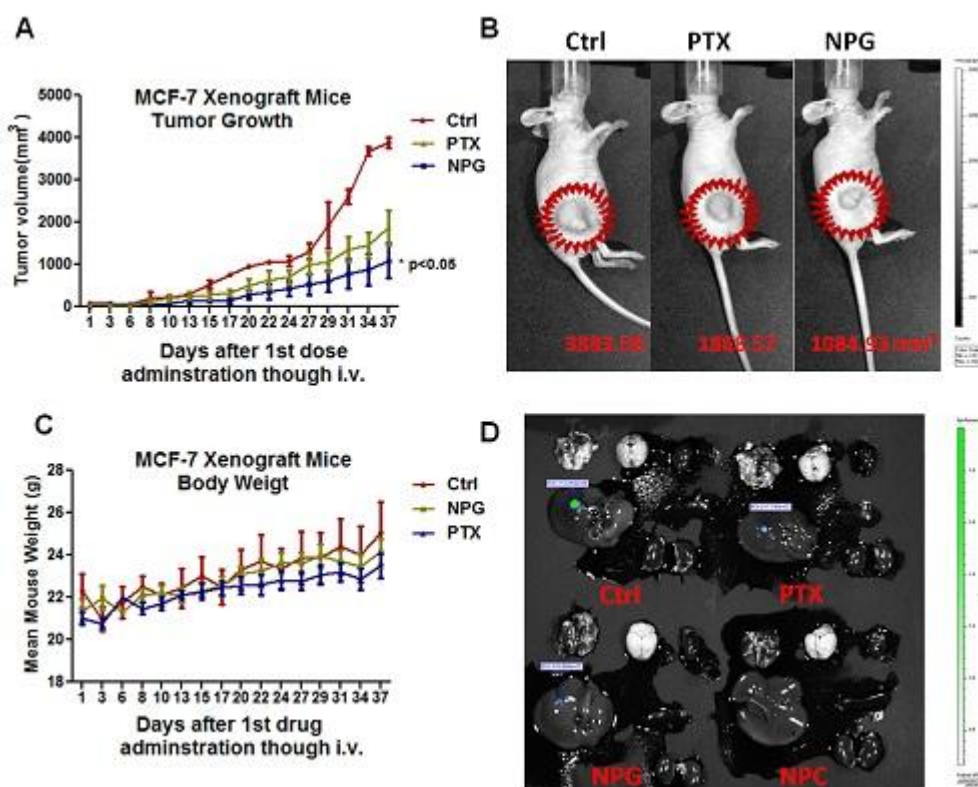 A
MCF-7 Xenograft Mice
Tumor Growth
Tumor volume(mm³)
5000
4000
3000
2000
1000
0
Ctrl
PTX
NPG
* p<0.05
1 3 6 8 10 13 15 17 20 22 24 27 29 31 34 37
Days after 1st dose
adminstration though i.v.
B
Ctrl PTX NPG
1084.93 mm³
C
MCF-7 Xenograft Mice
Body Weigt
Mean Mouse Weight (g)
28
26
24
22
20
18
Ctrl
NPG
PTX
1 3 6 8 10 13 15 17 20 22 24 27 29 31 34 37
Days after 1st drug
adminstration though i.v.
D
Ctrl PTX
NPG NPC